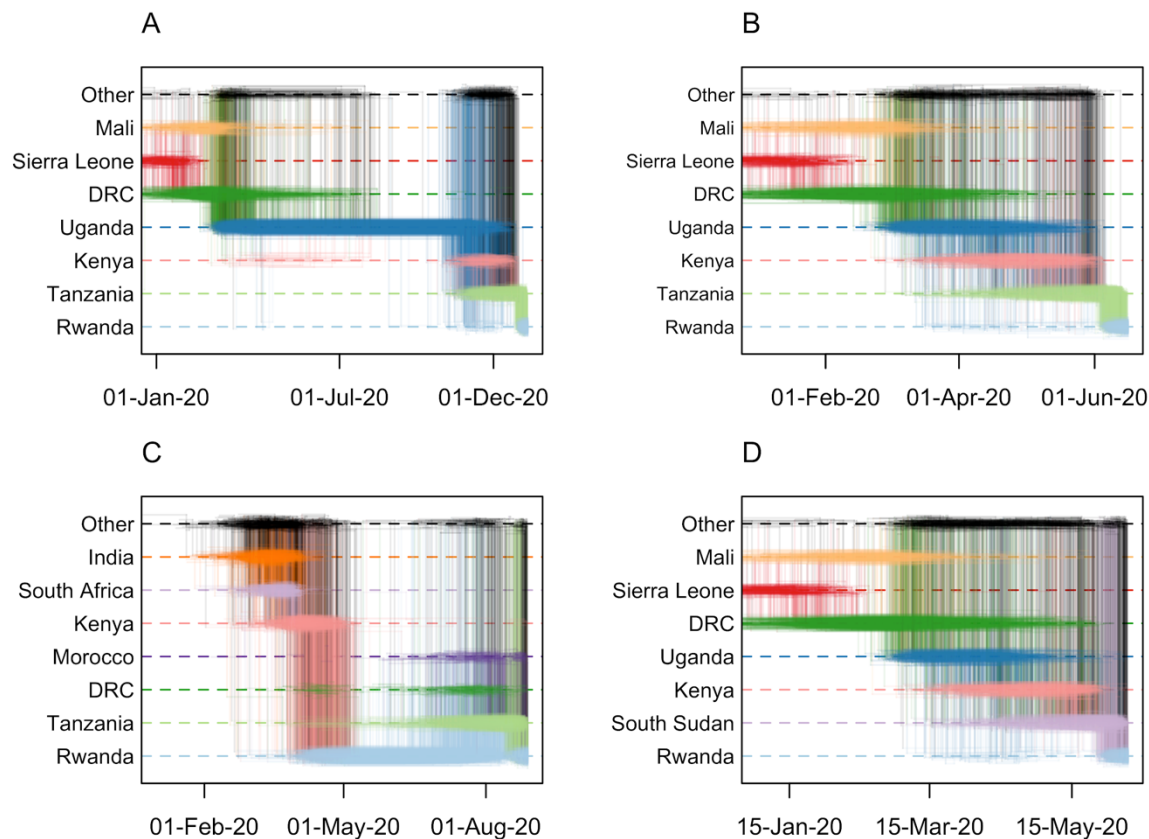 A
Other
Mali
Sierra Leone
DRC
Uganda
Kenya
Tanzania
Rwanda
01-Jan-20 01-Jul-20 01-Dec-20
B
Other
Mali
Sierra Leone
DRC
Uganda
Kenya
Tanzania
Rwanda
01-Feb-20 01-Apr-20 01-Jun-20
C
Other
India
South Africa
Kenya
Morocco
DRC
Tanzania
Rwanda
01-Feb-20 01-May-20 01-Aug-20
D
Other
Mali
Sierra Leone
DRC
Uganda
Kenya
South Sudan
Rwanda
15-Jan-20 15-Mar-20 15-May-20